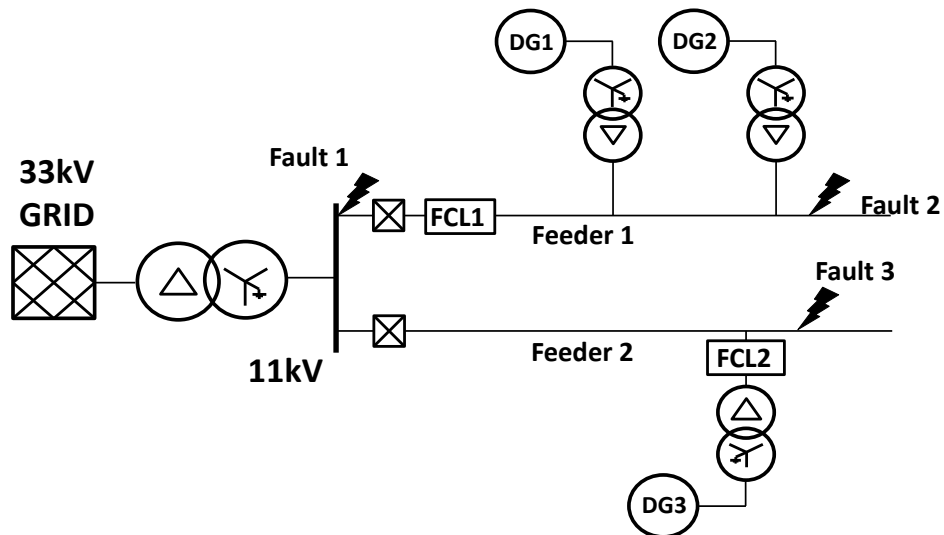 DG1
DG2
Fault 1
33kV
GRID
FCL1
Fault 2
Feeder 1
Fault 3
11kV
Feeder 2
FCL2
DG3